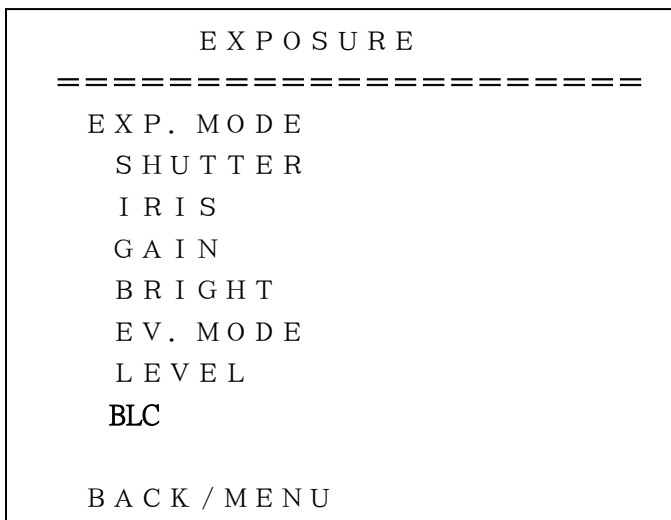 EXPOSURE
=====================
EXP. MODE
SHUTTER
IRIS
GAIN
BRIGHT
EV. MODE
LEVEL
BLC
BACK/MENU